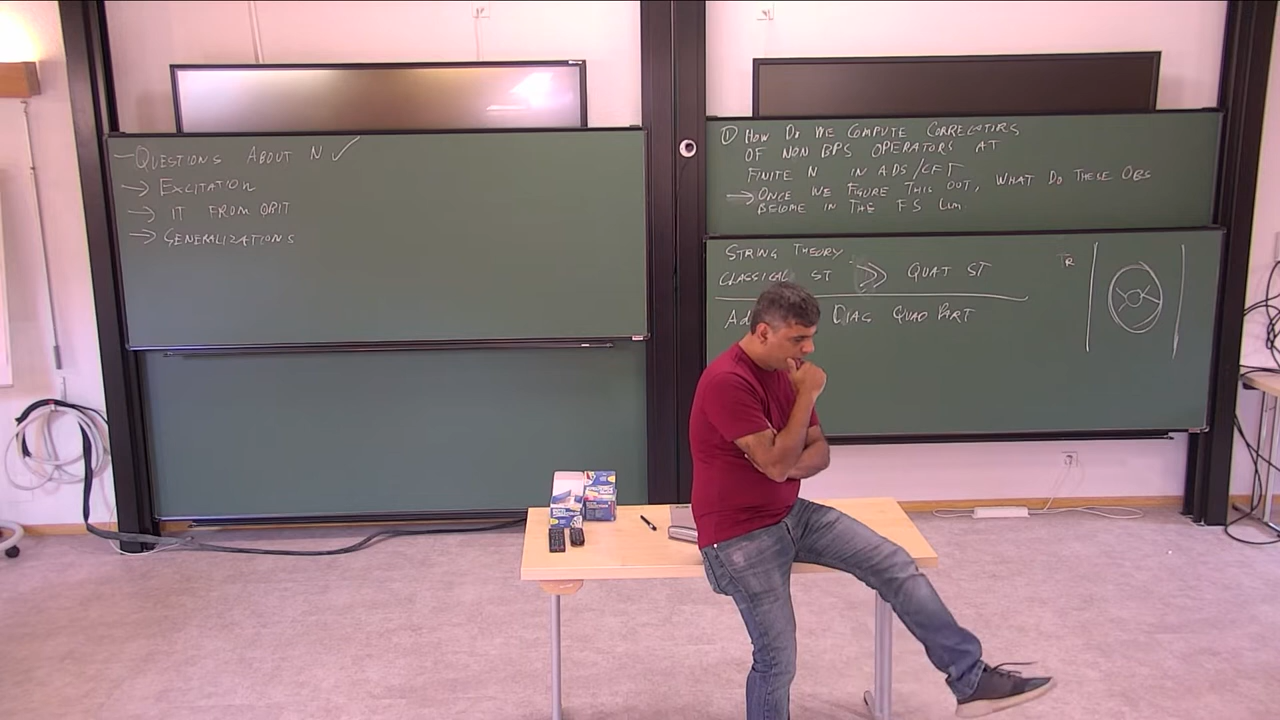 – QUESTIONS ABOUT N ✓
→ EXCITATION
→ IT FROM QBIT
→ GENERALIZATIONS
① HOW DO WE COMPUTE CORRELATORS
OF NON BPS OPERATORS AT
FINITE N IN ADS/CFT
→ ONCE WE FIGURE THIS OUT, WHAT DO THESE OBS
BECOME IN THE FS LIM
STRING THEORY
CLASSICAL ST ⟹ QUAT ST
Ad DIAG QUAD PART
TR